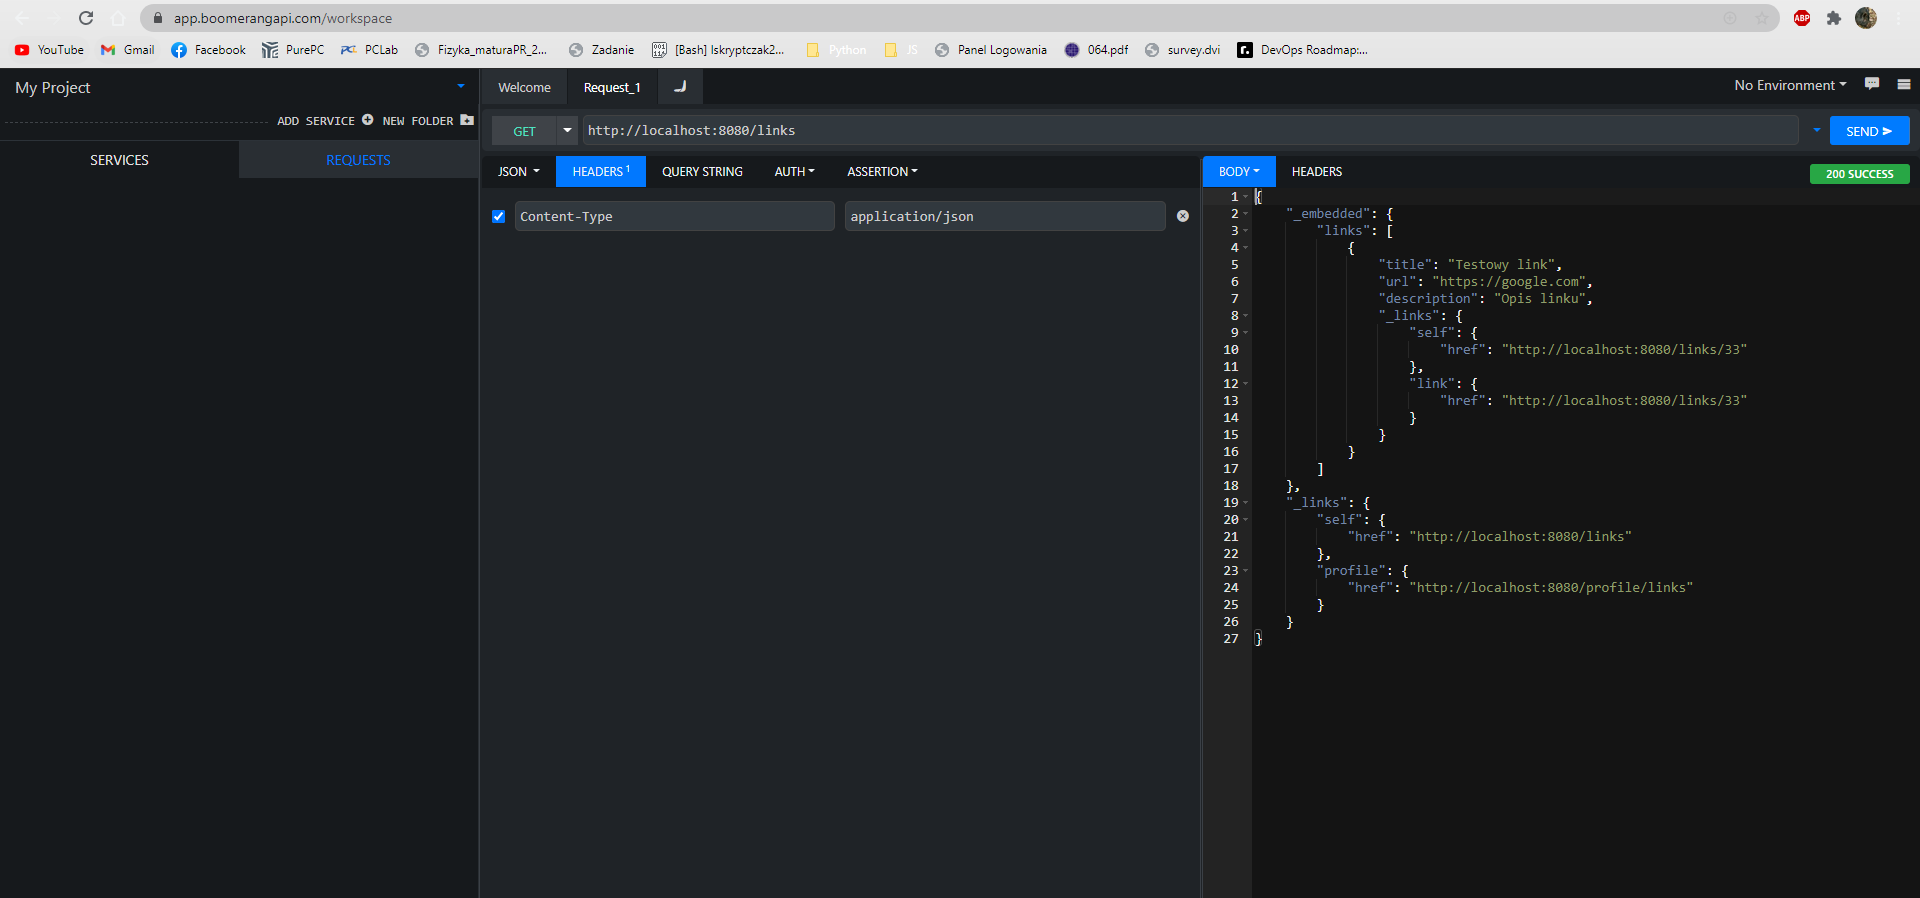 app.boomerangapi.com/workspace
ABP
YouTube Gmail Facebook PurePC PCLab Fizyka_maturaPR_2... Zadanie [Bash] Iskryptczak2... Python JS Panel Logowania 064.pdf survey.dvi DevOps Roadmap:...
My Project
Welcome Request_1 No Environment
ADD SERVICE NEW FOLDER
GET http://localhost:8080/links SEND
SERVICES REQUESTS
JSON HEADERS 1 QUERY STRING AUTH ASSERTION BODY HEADERS 200 SUCCESS
Content-Type application/json
1 {
2 "_embedded": {
3 "links": [
4 {
5 "title": "Testowy link",
6 "url": "https://google.com",
7 "description": "Opis linku",
8 "_links": {
9 "self": {
10 "href": "http://localhost:8080/links/33"
11 },
12 "link": {
13 "href": "http://localhost:8080/links/33"
14 }
15 }
16 }
17 ]
18 },
19 "_links": {
20 "self": {
21 "href": "http://localhost:8080/links"
22 },
23 "profile": {
24 "href": "http://localhost:8080/profile/links"
25 }
26 }
27 }